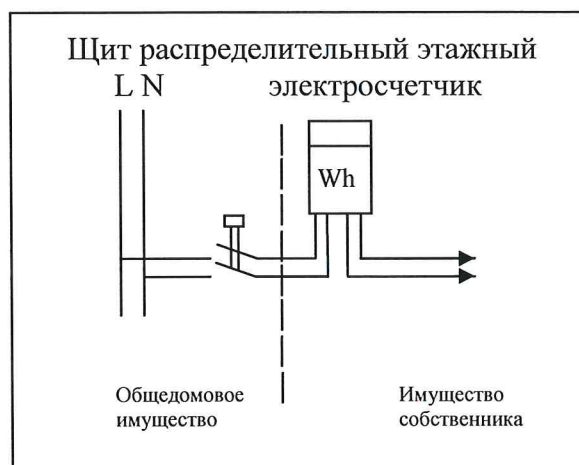 Щит распределительный этажный
L N электросчетчик
Wh
Общедомовое
имущество
Имущество
собственника